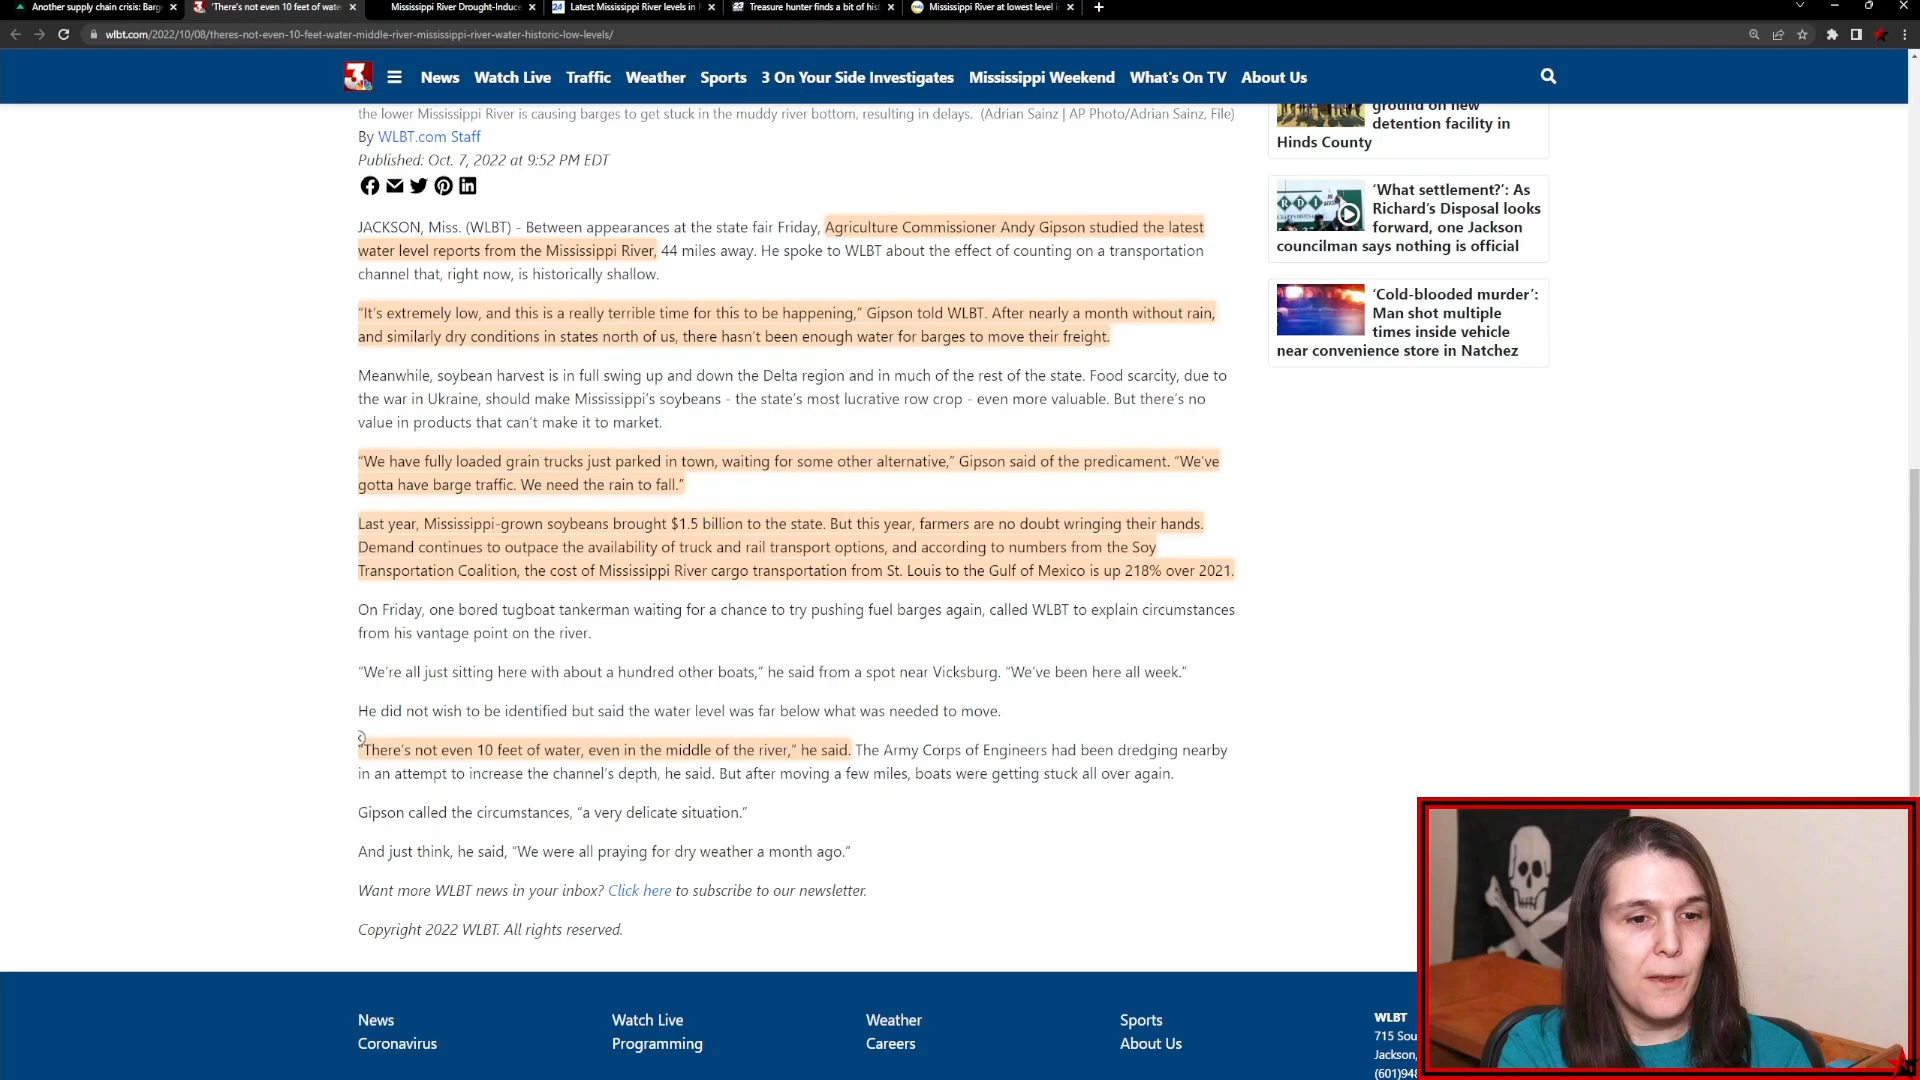 Another supply chain crisis: Barg
'There's not even 10 feet of wate
Mississippi River Drought-Induce
Latest Mississippi River levels in
Treasure hunter finds a bit of hist
Mississippi River at lowest level i
wlbt.com/2022/10/08/theres-not-even-10-feet-water-middle-river-mississippi-river-water-historic-low-levels/
3 News Watch Live Traffic Weather Sports 3 On Your Side Investigates Mississippi Weekend What's On TV About Us
the lower Mississippi River is causing barges to get stuck in the muddy river bottom, resulting in delays. (Adrian Sainz | AP Photo/Adrian Sainz, File)
By WLBT.com Staff
Published: Oct. 7, 2022 at 9:52 PM EDT
JACKSON, Miss. (WLBT) - Between appearances at the state fair Friday, Agriculture Commissioner Andy Gipson studied the latest
water level reports from the Mississippi River, 44 miles away. He spoke to WLBT about the effect of counting on a transportation
channel that, right now, is historically shallow.
“It's extremely low, and this is a really terrible time for this to be happening,” Gipson told WLBT. After nearly a month without rain,
and similarly dry conditions in states north of us, there hasn't been enough water for barges to move their freight.
Meanwhile, soybean harvest is in full swing up and down the Delta region and in much of the rest of the state. Food scarcity, due to
the war in Ukraine, should make Mississippi's soybeans - the state's most lucrative row crop - even more valuable. But there's no
value in products that can't make it to market.
“We have fully loaded grain trucks just parked in town, waiting for some other alternative,” Gipson said of the predicament. “We've
gotta have barge traffic. We need the rain to fall.”
Last year, Mississippi-grown soybeans brought $1.5 billion to the state. But this year, farmers are no doubt wringing their hands.
Demand continues to outpace the availability of truck and rail transport options, and according to numbers from the Soy
Transportation Coalition, the cost of Mississippi River cargo transportation from St. Louis to the Gulf of Mexico is up 218% over 2021.
On Friday, one bored tugboat tankerman waiting for a chance to try pushing fuel barges again, called WLBT to explain circumstances
from his vantage point on the river.
“We're all just sitting here with about a hundred other boats,” he said from a spot near Vicksburg. “We've been here all week.”
He did not wish to be identified but said the water level was far below what was needed to move.
“There's not even 10 feet of water, even in the middle of the river,” he said. The Army Corps of Engineers had been dredging nearby
in an attempt to increase the channel's depth, he said. But after moving a few miles, boats were getting stuck all over again.
Gipson called the circumstances, “a very delicate situation.”
And just think, he said, “We were all praying for dry weather a month ago.”
Want more WLBT news in your inbox? Click here to subscribe to our newsletter.
Copyright 2022 WLBT. All rights reserved.
ground on new
detention facility in
Hinds County
‘What settlement?’: As
Richard's Disposal looks
forward, one Jackson
councilman says nothing is official
‘Cold-blooded murder’:
Man shot multiple
times inside vehicle
near convenience store in Natchez
News Watch Live Weather Sports
Coronavirus Programming Careers About Us
WLBT
715 Sou
Jackson,
(601)948